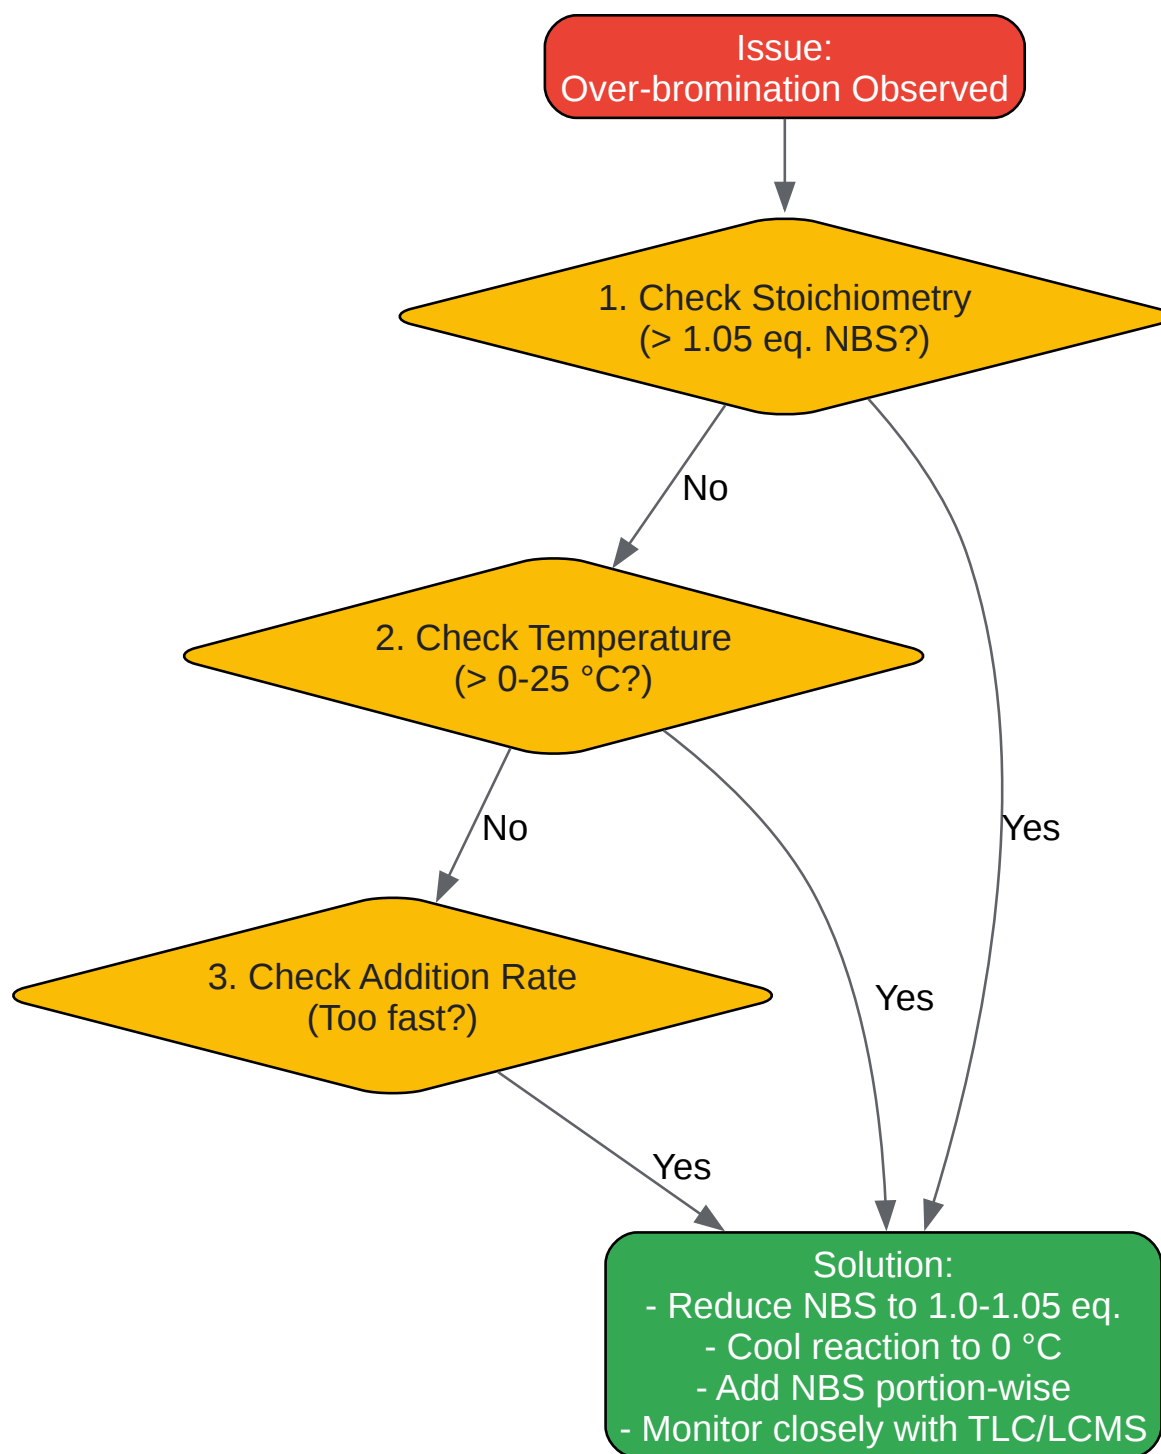 Issue:
Over-bromination Observed
1. Check Stoichiometry
(> 1.05 eq. NBS?)
No
2. Check Temperature
(> 0-25 °C?)
No
Yes
3. Check Addition Rate
(Too fast?)
Yes
Yes
Solution:
- Reduce NBS to 1.0-1.05 eq.
- Cool reaction to 0 °C
- Add NBS portion-wise
- Monitor closely with TLC/LCMS